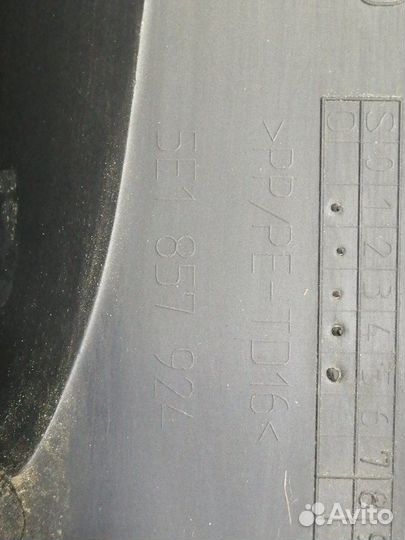 S 0 1 2 3 4 5 6 7 8 9
D
>PP/PE-TD16<
5E1 857 924
Avito